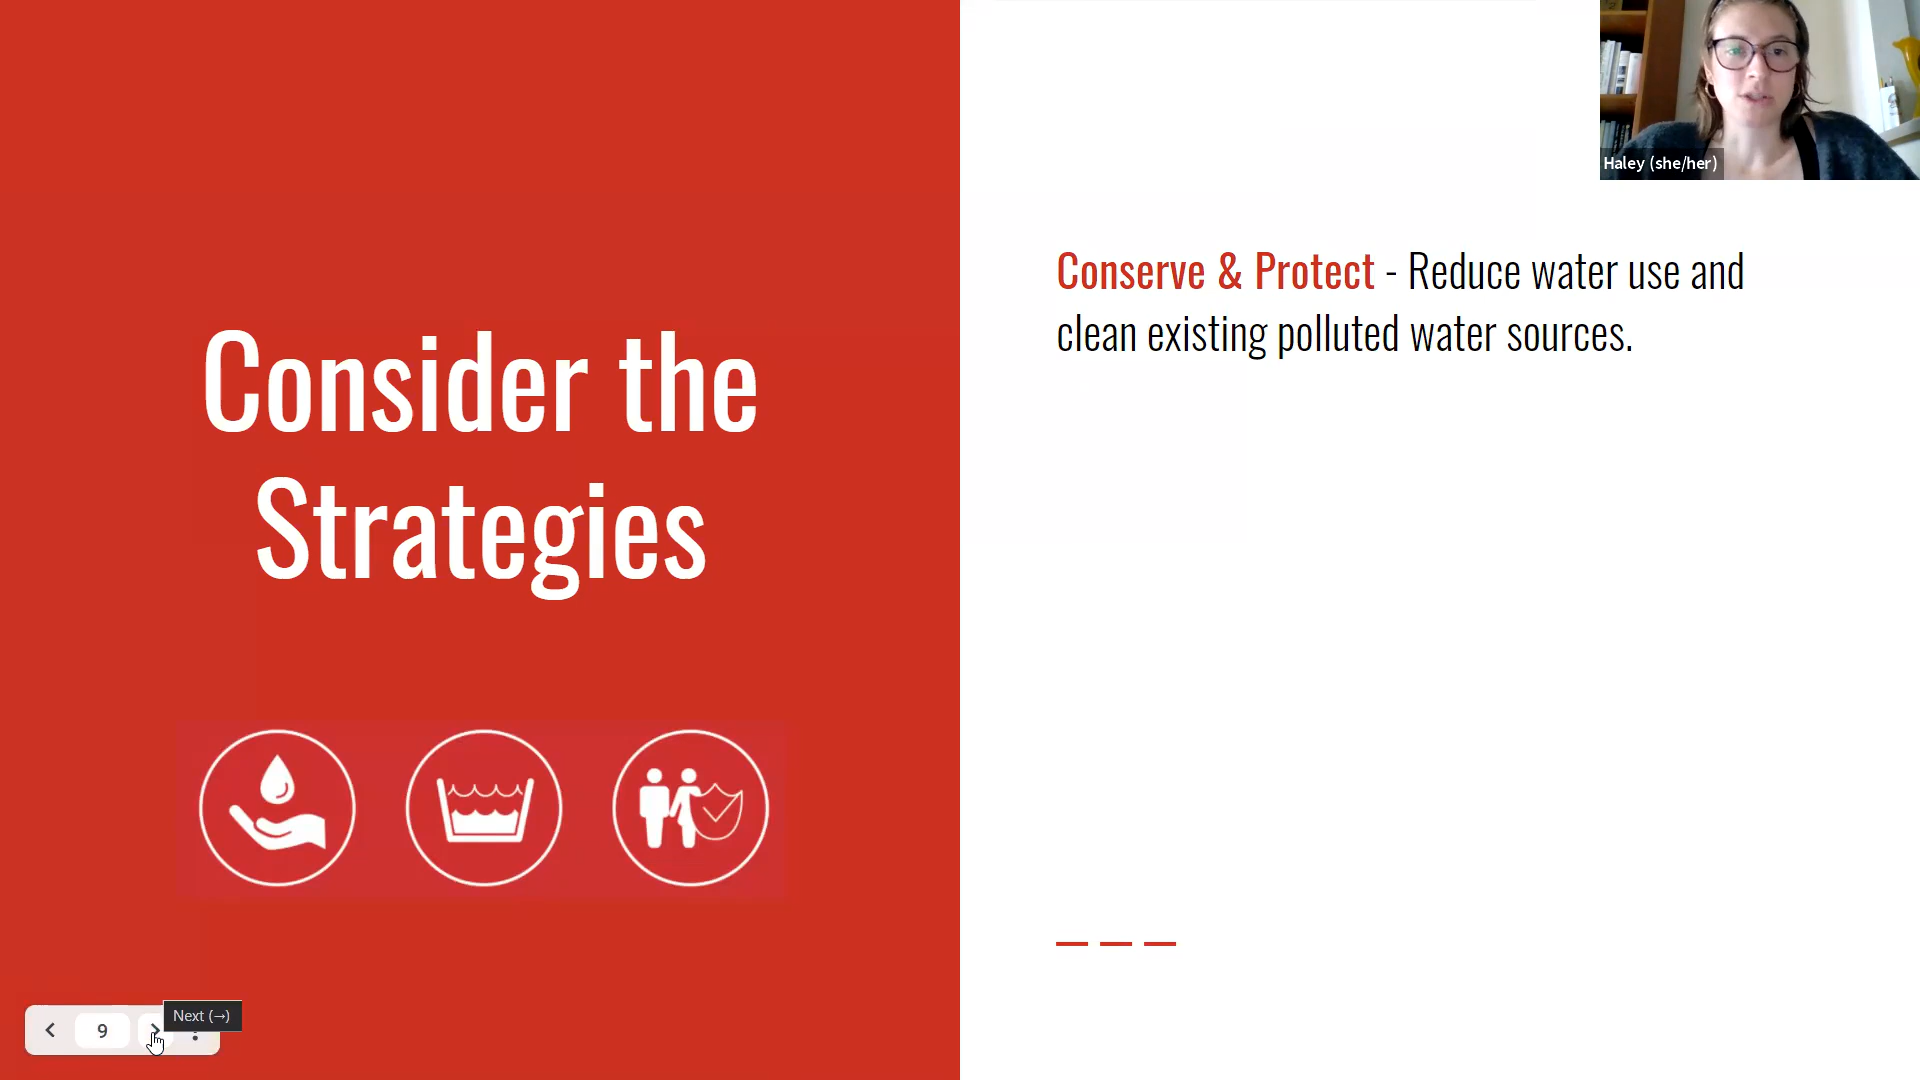 Consider the
Strategies
Conserve & Protect - Reduce water use and
clean existing polluted water sources.
Haley (she/her)
9
Next (→)